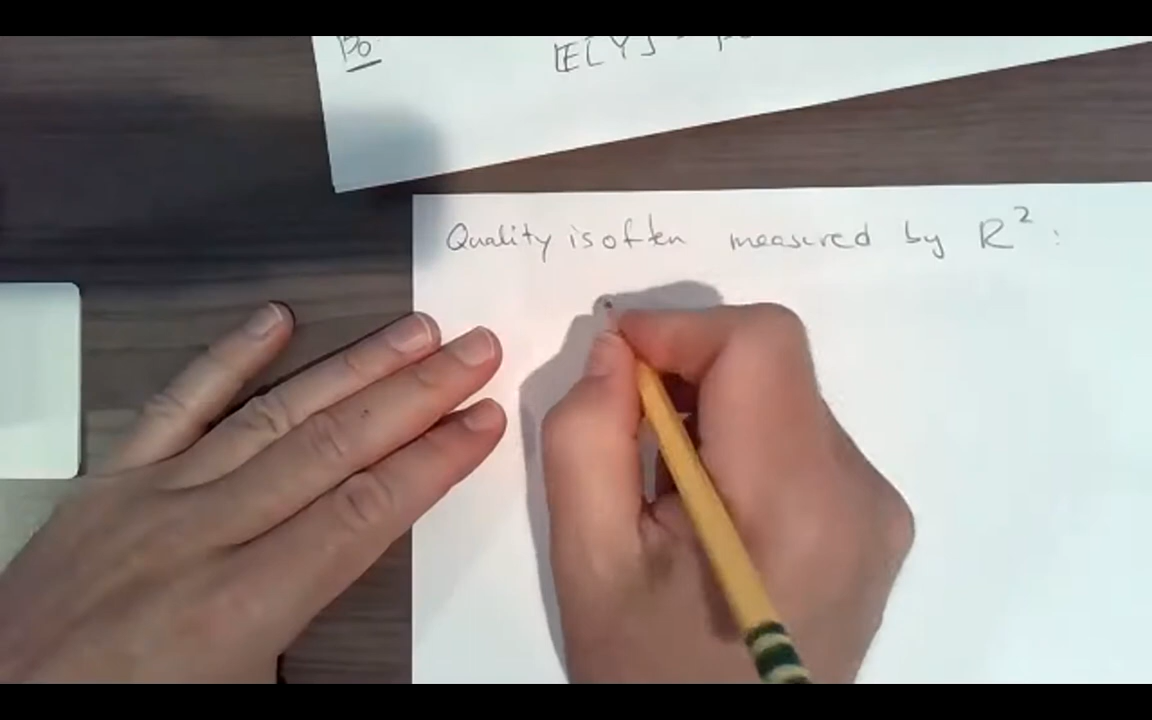 E[Y] =
Quality is often measured by R² :